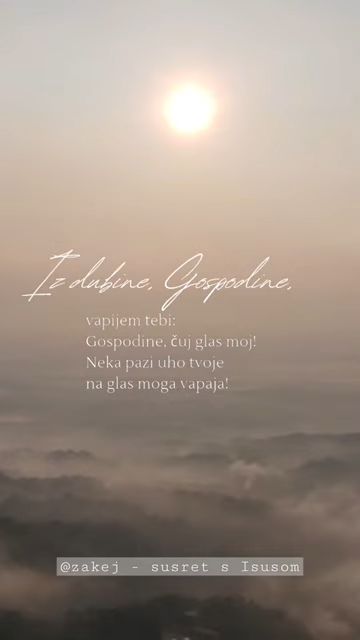 Iz dubine, Gospodine,
vapijem tebi:
Gospodine, čuj glas moj!
Neka pazi uho tvoje
na glas moga vapaja!
@zakej - susret s Isusom